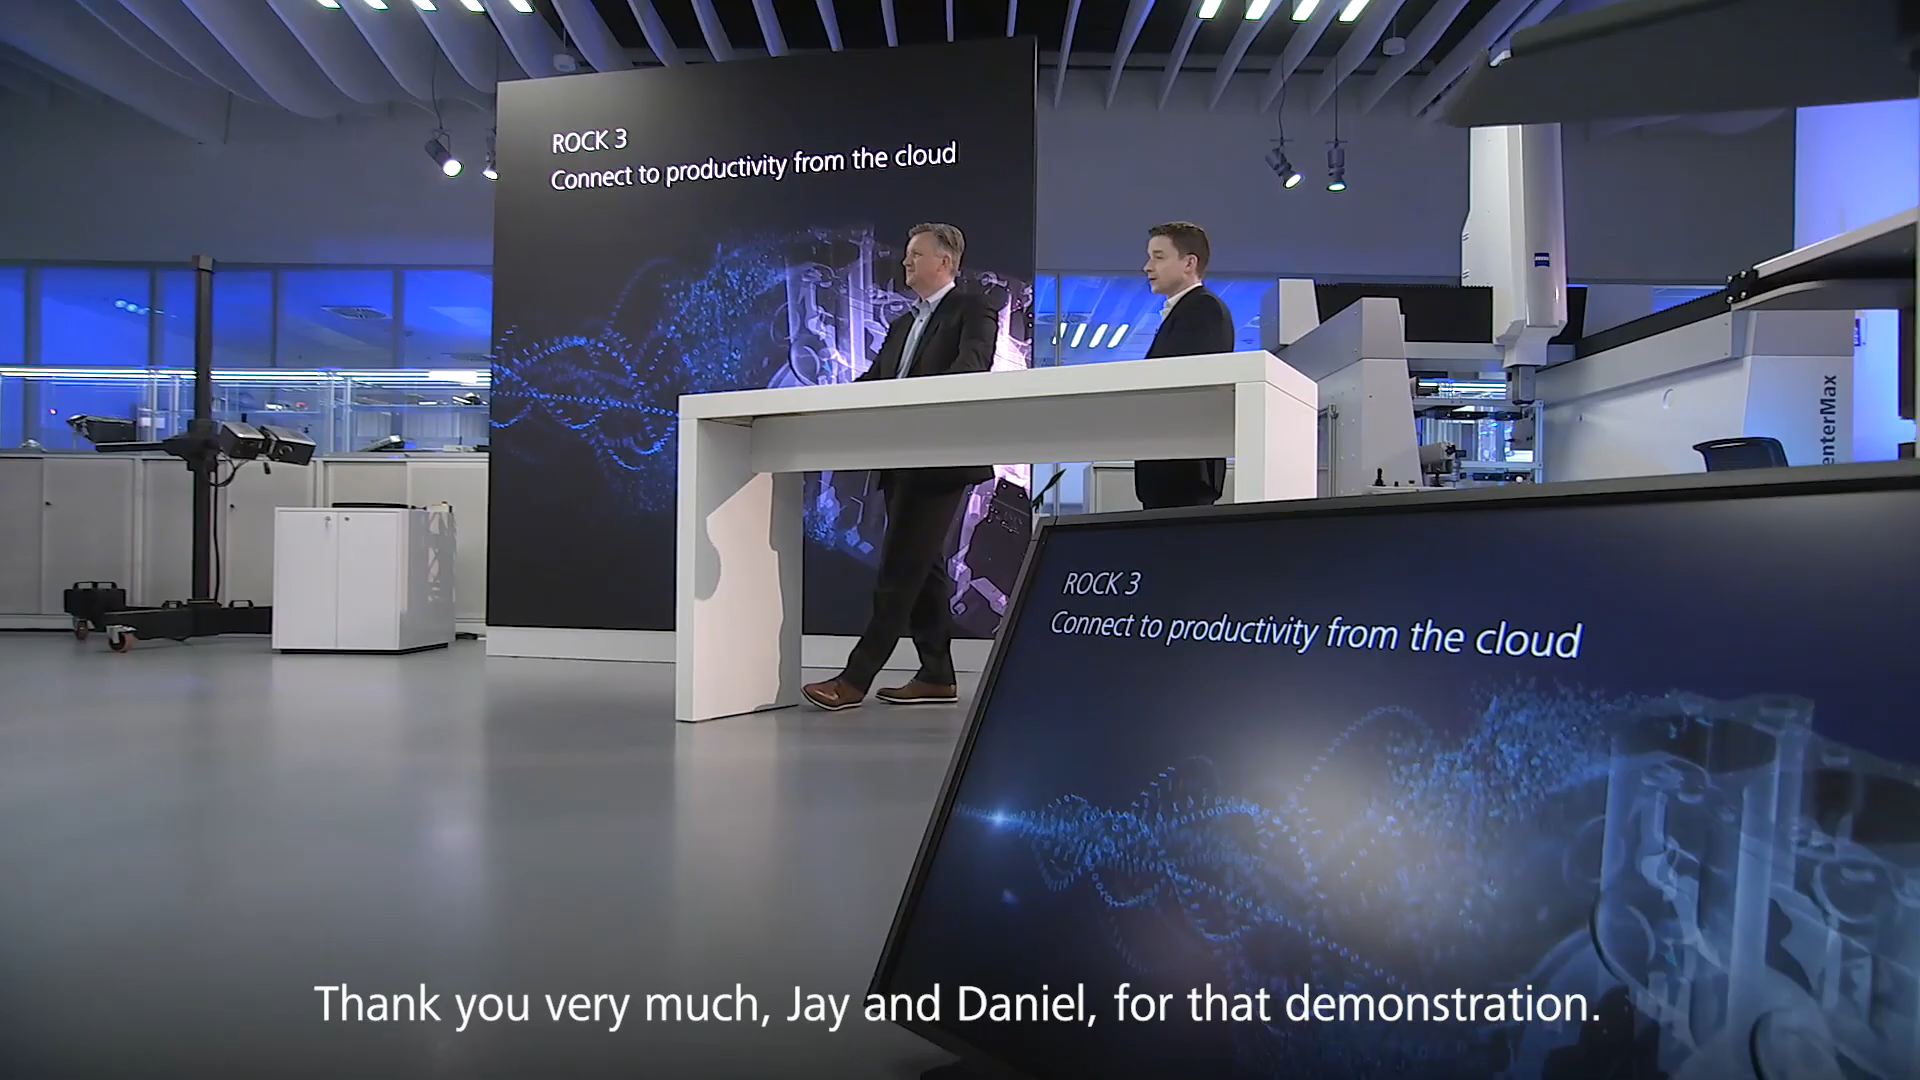 ROCK 3
Connect to productivity from the cloud
ZEISS
enterMax
ROCK 3
Connect to productivity from the cloud
Thank you very much, Jay and Daniel, for that demonstration.